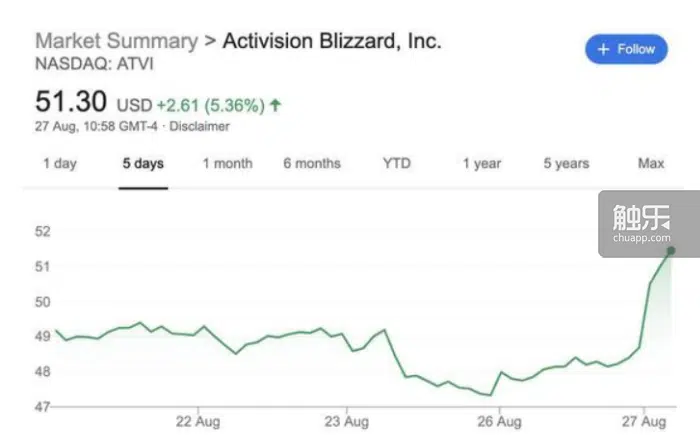 Market Summary > Activision Blizzard, Inc.
NASDAQ: ATVI
+ Follow
51.30 USD +2.61 (5.36%) ↑
27 Aug, 10:58 GMT-4 · Disclaimer
1 day 5 days 1 month 6 months YTD 1 year 5 years Max
触乐
chuapp.com
52
51
50
49
48
47
22 Aug 23 Aug 26 Aug 27 Aug